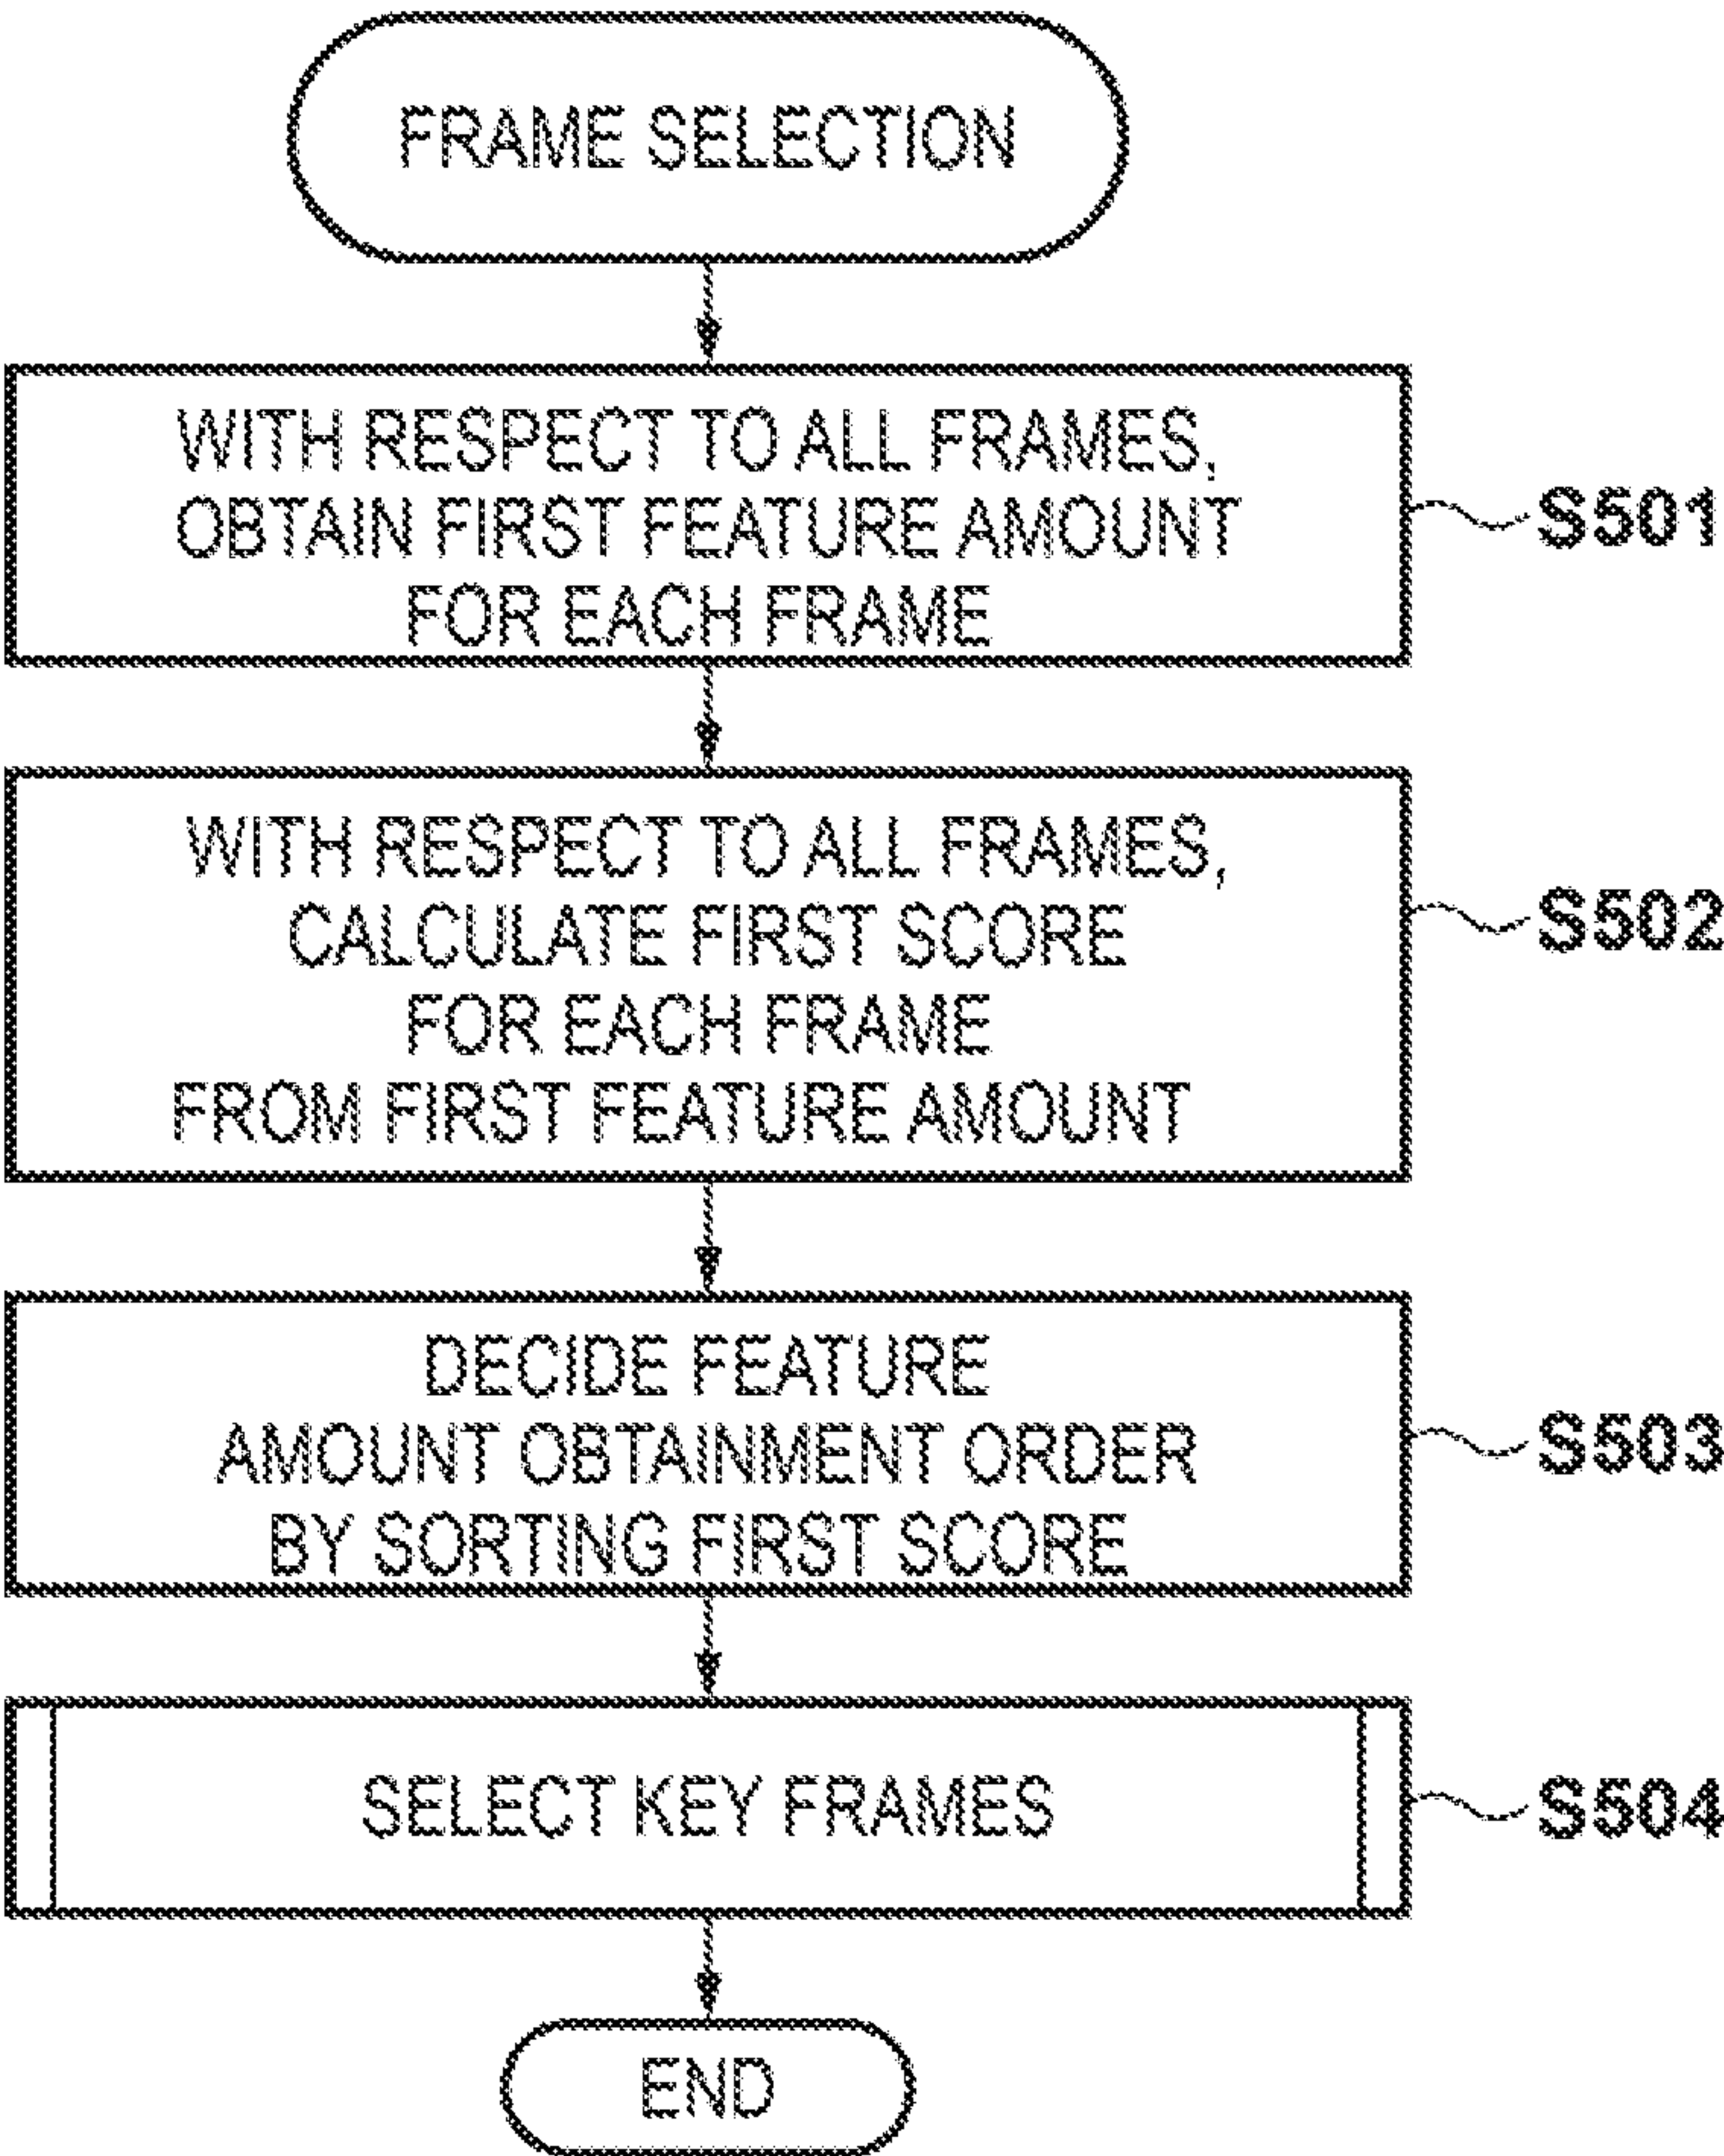 FRAME SELECTION
WITH RESPECT TO ALL FRAMES,
OBTAIN FIRST FEATURE AMOUNT
FOR EACH FRAME
S501
WITH RESPECT TO ALL FRAMES,
CALCULATE FIRST SCORE
FOR EACH FRAME
FROM FIRST FEATURE AMOUNT
S502
DECIDE FEATURE
AMOUNT OBTAINMENT ORDER
BY SORTING FIRST SCORE
S503
SELECT KEY FRAMES
S504
END